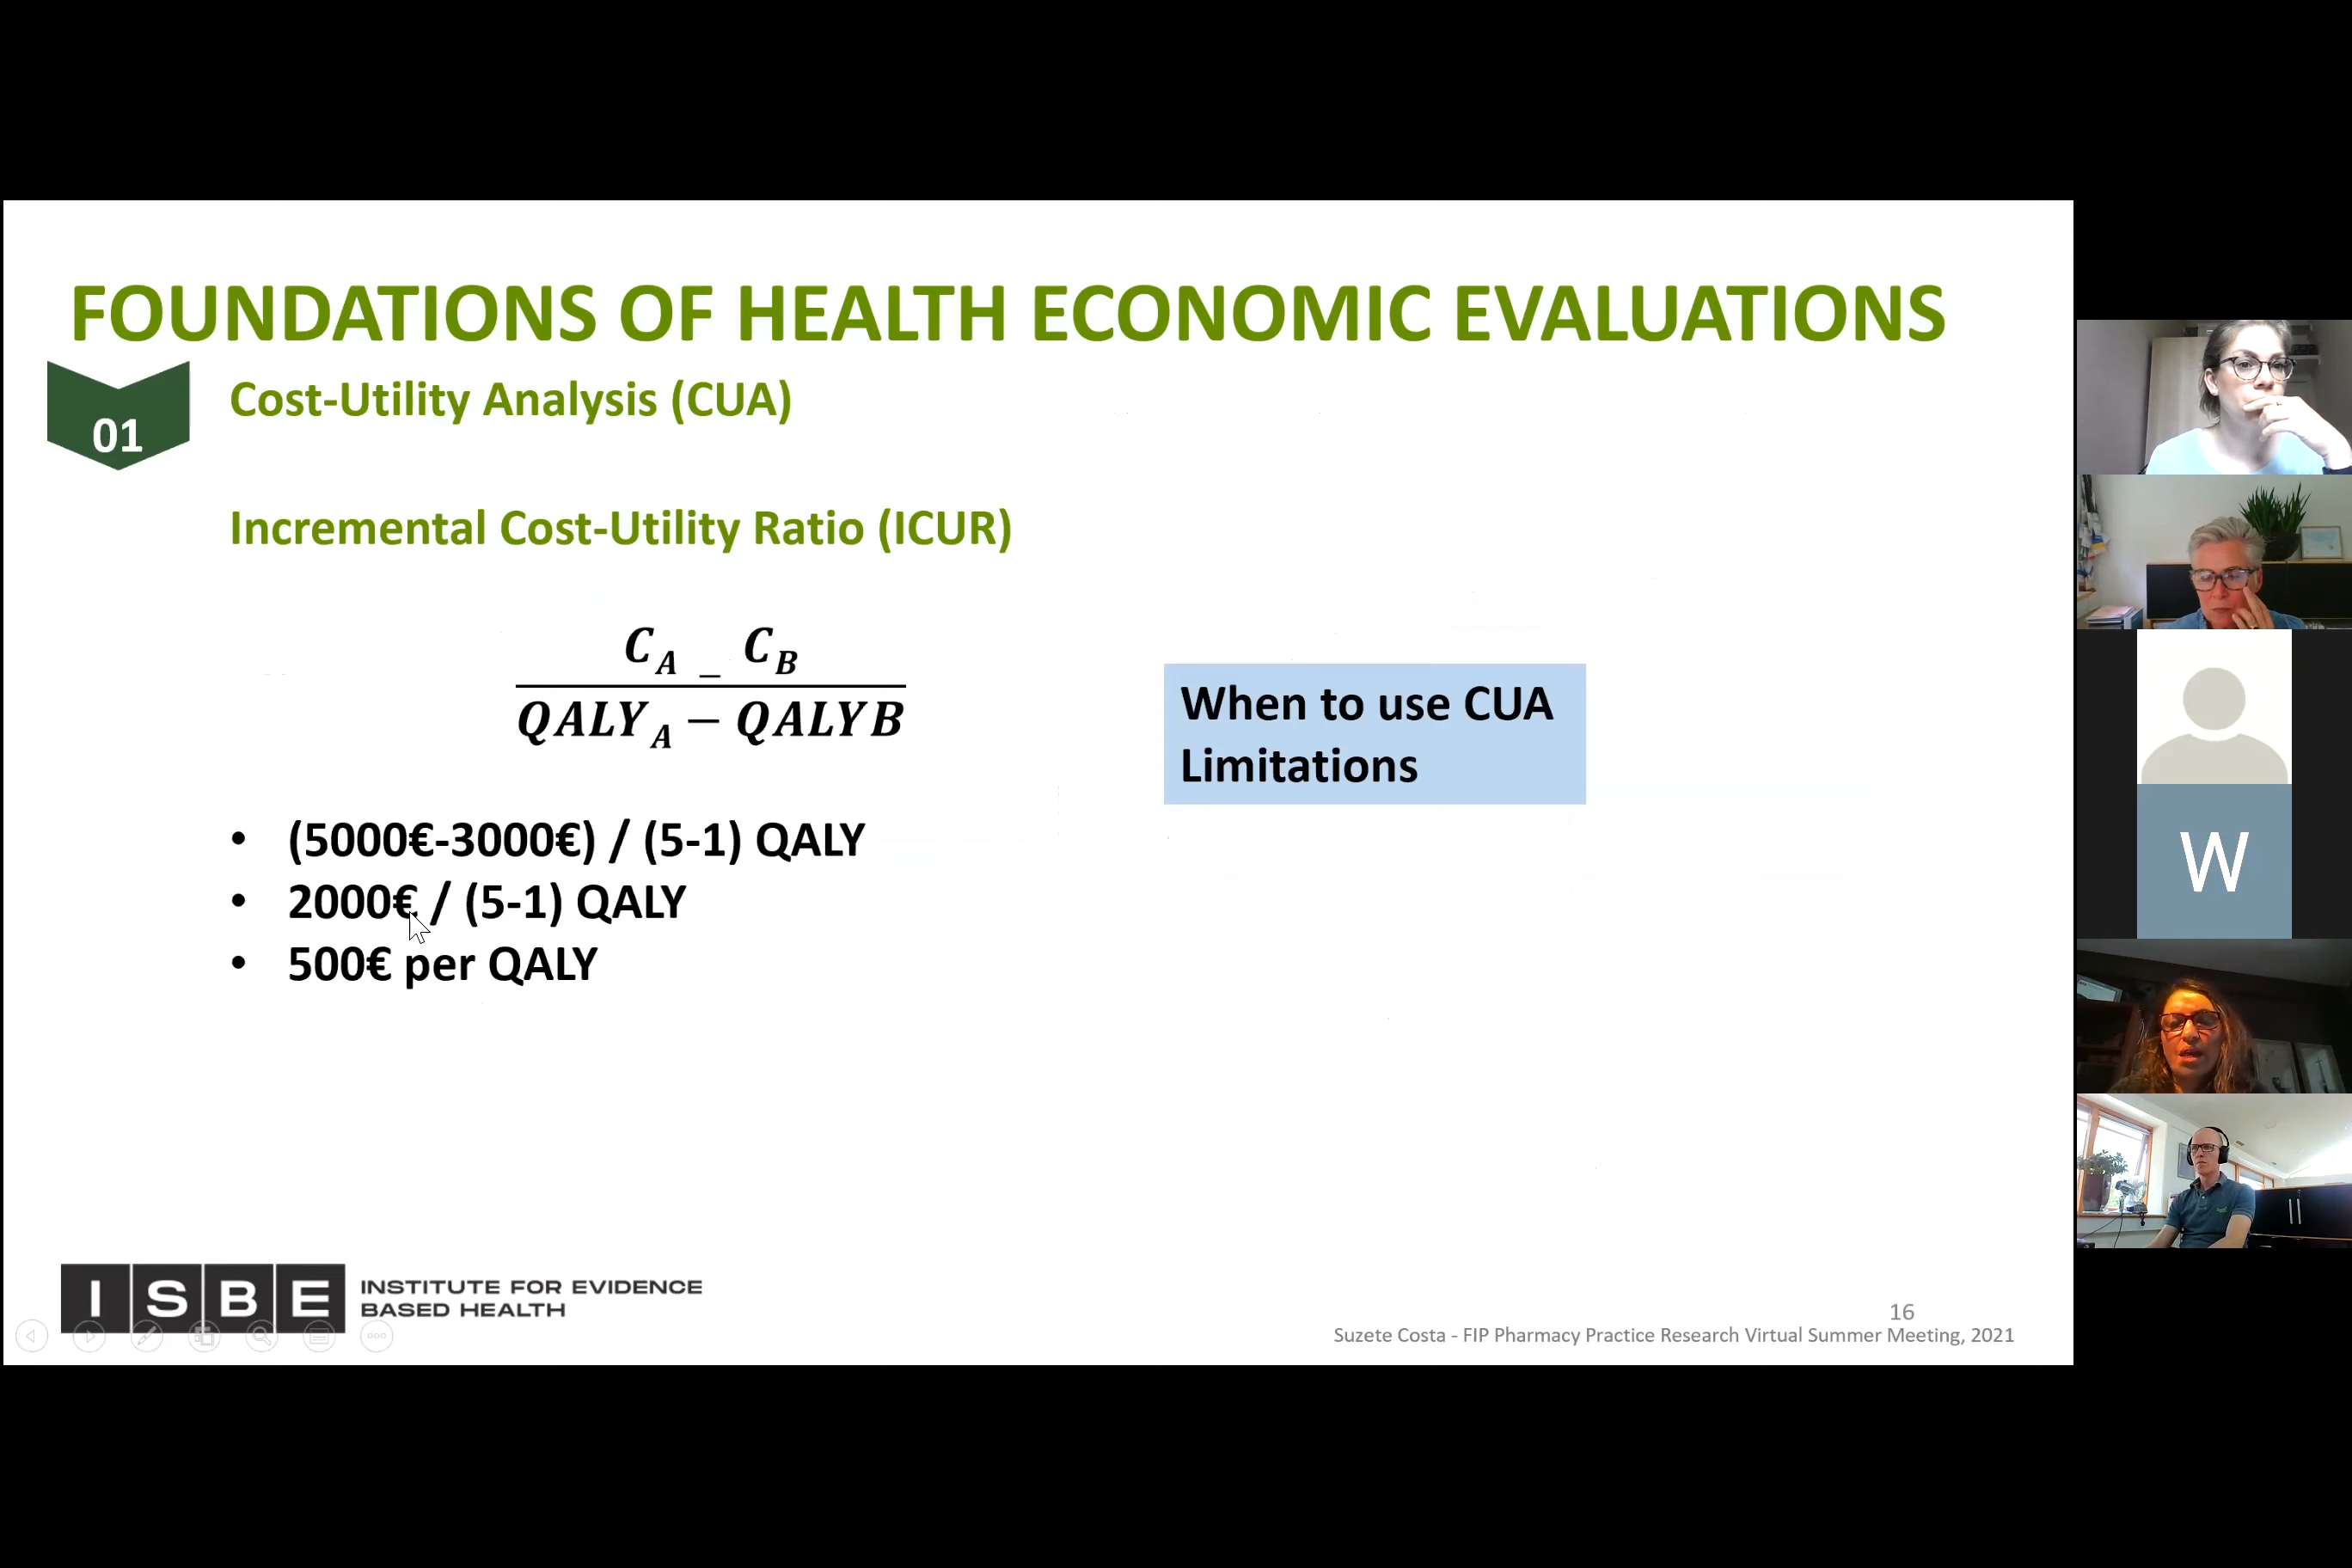 FOUNDATIONS OF HEALTH ECONOMIC EVALUATIONS
01
Cost-Utility Analysis (CUA)
Incremental Cost-Utility Ratio (ICUR)
C_A – C_B
QALY_A – QALYB
When to use CUA
Limitations
• (5000€-3000€) / (5-1) QALY
• 2000€ / (5-1) QALY
• 500€ per QALY
W
ISBE
INSTITUTE FOR EVIDENCE
BASED HEALTH
16
Suzete Costa - FIP Pharmacy Practice Research Virtual Summer Meeting, 2021